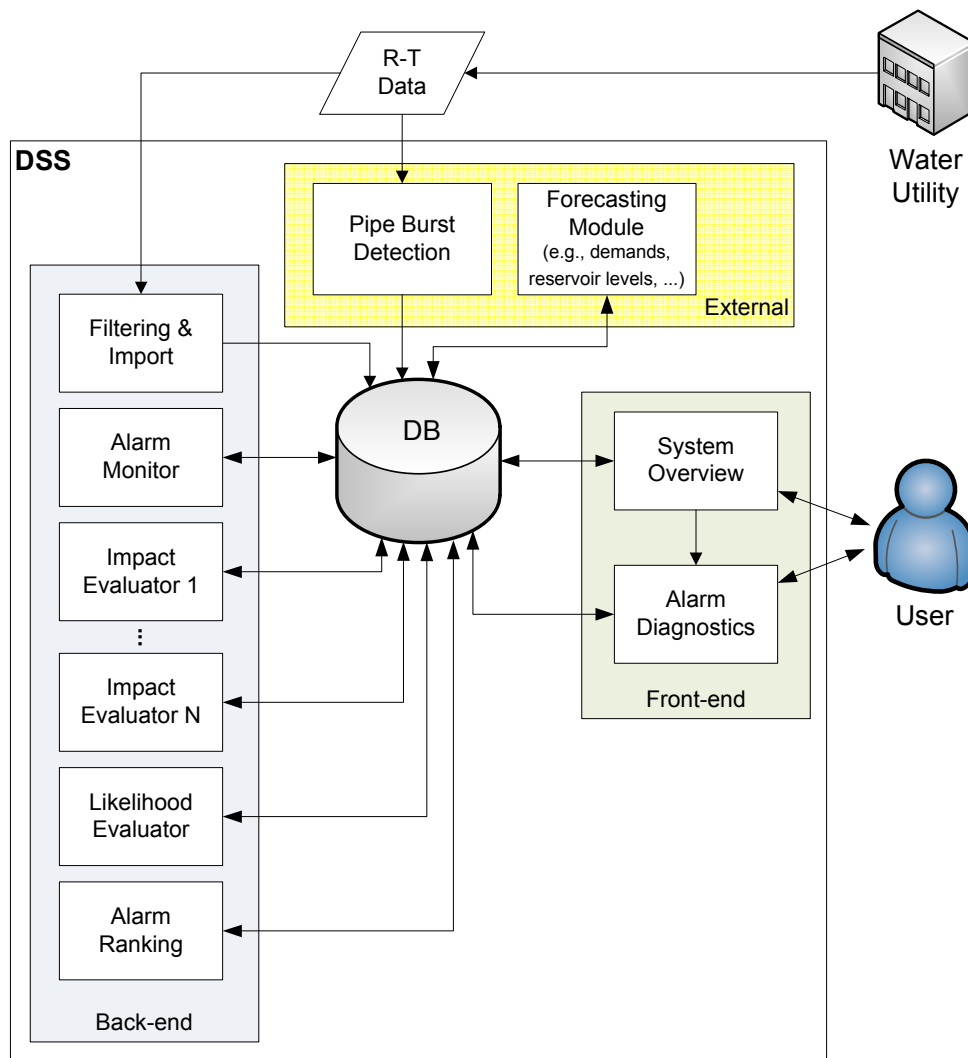 R-T
Data
Water
Utility
DSS
Pipe Burst
Detection
Forecasting
Module
(e.g., demands,
reservoir levels, ...)
External
Filtering &
Import
Alarm
Monitor
Impact
Evaluator 1
...
Impact
Evaluator N
Likelihood
Evaluator
Alarm
Ranking
Back-end
DB
System
Overview
Alarm
Diagnostics
Front-end
User